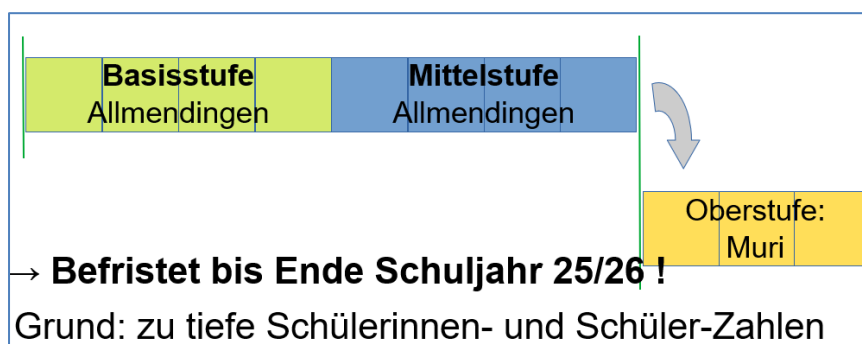 Basisstufe
Allmendingen
Mittelstufe
Allmendingen
Oberstufe:
Muri
→ Befristet bis Ende Schuljahr 25/26 !
Grund: zu tiefe Schülerinnen- und Schüler-Zahlen